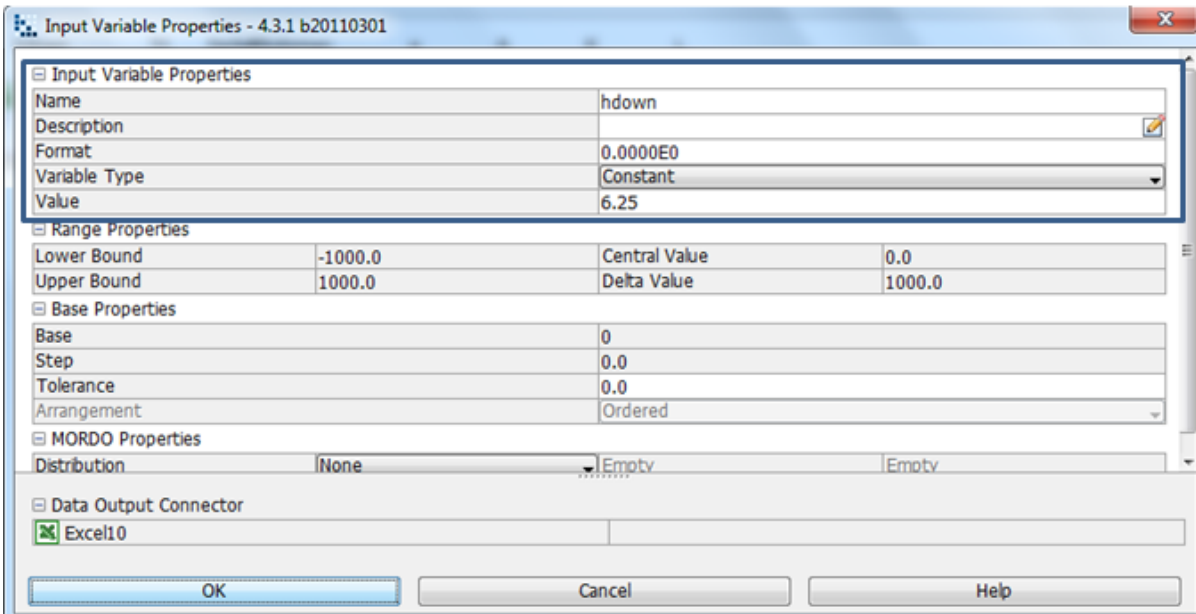 Input Variable Properties - 4.3.1 b20110301
Input Variable Properties
Name hdown
Description
Format 0.0000E0
Variable Type Constant
Value 6.25
Range Properties
Lower Bound -1000.0 Central Value 0.0
Upper Bound 1000.0 Delta Value 1000.0
Base Properties
Base 0
Step 0.0
Tolerance 0.0
Arrangement Ordered
MORDO Properties
Distribution None Empty Empty
Data Output Connector
Excel10
OK Cancel Help